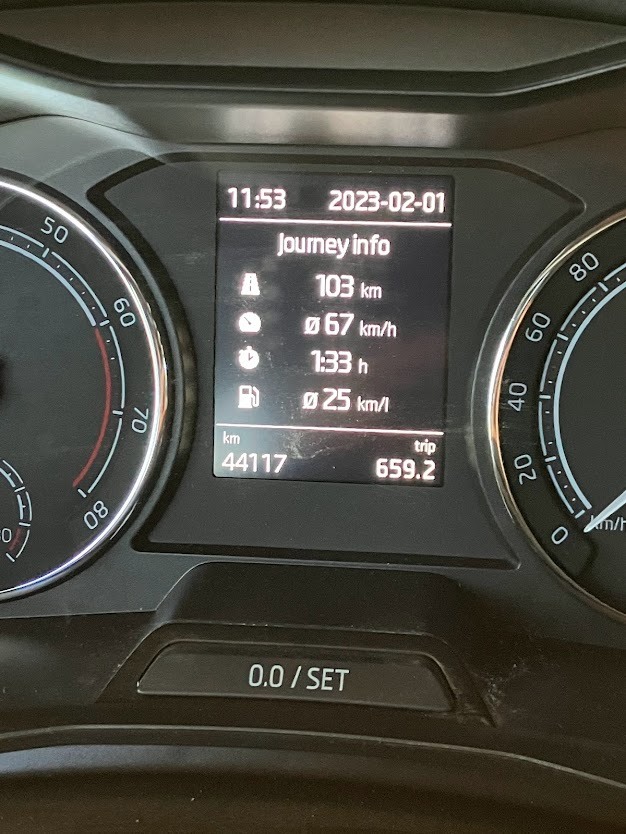 11:53 2023-02-01
Journey info
103 km
ø 67 km/h
1:33 h
ø 25 km/l
km trip
44117 659.2
50
60
70
80
80
60
40
20
0
km/h
0.0 / SET